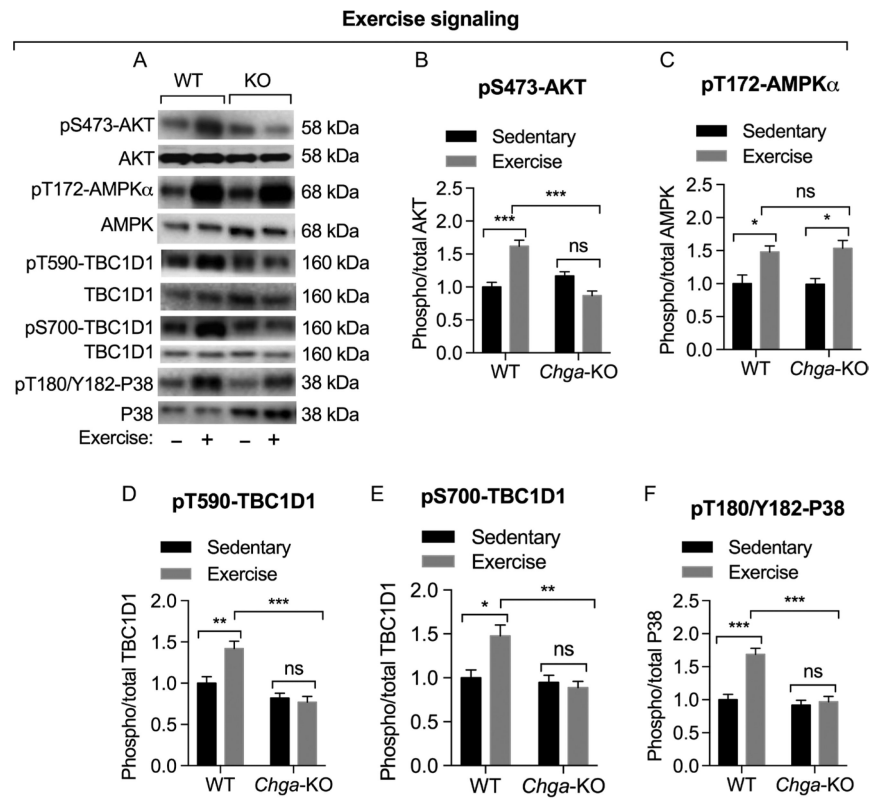 Exercise signaling
A
WT KO
pS473-AKT 58 kDa
AKT 58 kDa
pT172-AMPKα 68 kDa
AMPK 68 kDa
pT590-TBC1D1 160 kDa
TBC1D1 160 kDa
pS700-TBC1D1 160 kDa
TBC1D1 160 kDa
pT180/Y182-P38 38 kDa
P38 38 kDa
Exercise: – + – +
B
pS473-AKT
Sedentary
Exercise
Phospho/total AKT
2.5
2.0
1.5
1.0
0.5
0.0
***
***
ns
WT Chga-KO
C
pT172-AMPKα
Sedentary
Exercise
Phospho/total AMPK
2.5
2.0
1.5
1.0
0.5
0.0
ns
*
*
WT Chga-KO
D
pT590-TBC1D1
Sedentary
Exercise
Phospho/total TBC1D1
2.0
1.5
1.0
0.5
0.0
***
**
ns
WT Chga-KO
E
pS700-TBC1D1
Sedentary
Exercise
Phospho/total TBC1D1
2.0
1.5
1.0
0.5
0.0
**
*
ns
WT Chga-KO
F
pT180/Y182-P38
Sedentary
Exercise
Phospho/total P38
2.5
2.0
1.5
1.0
0.5
0.0
***
***
ns
WT Chga-KO